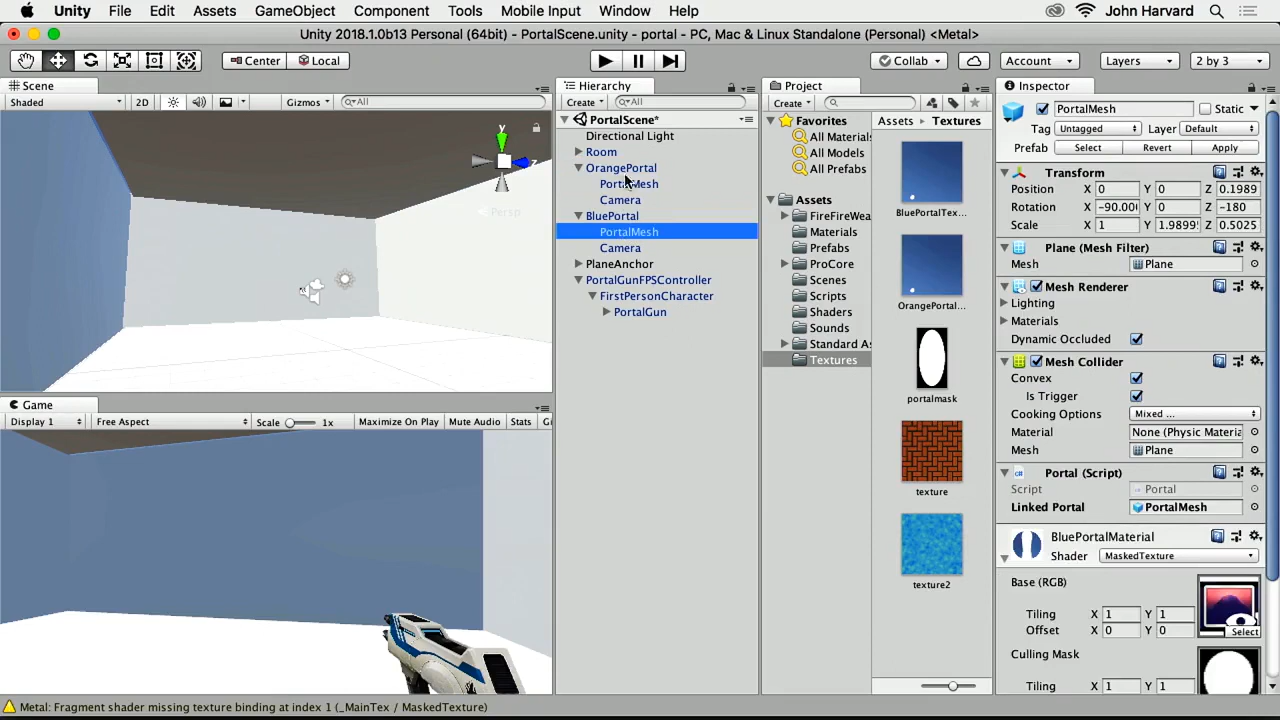 Unity File Edit Assets GameObject Component Tools Mobile Input Window Help John Harvard
Unity 2018.1.0b13 Personal (64bit) - PortalScene.unity - portal - PC, Mac & Linux Standalone (Personal) <Metal>
Center Local Collab Account Layers 2 by 3
Scene
Shaded 2D Gizmos All
y
z
Persp
Game
Display 1 Free Aspect Scale 1x Maximize On Play Mute Audio Stats
Hierarchy
Create All
PortalScene*
Directional Light
Room
OrangePortal
PortalMesh
Camera
BluePortal
PortalMesh
Camera
PlaneAnchor
PortalGunFPSController
FirstPersonCharacter
PortalGun
Project
Create
Favorites
All Materials
All Models
All Prefabs
Assets
FireFireWea
Materials
Prefabs
ProCore
Scenes
Scripts
Shaders
Sounds
Standard As
Textures
Assets Textures
BluePortalTex...
OrangePortal...
portalmask
texture
texture2
Inspector
PortalMesh Static
Tag Untagged Layer Default
Prefab Select Revert Apply
Transform
Position X 0 Y 0 Z 0.1989
Rotation X -90.00( Y 0 Z -180
Scale X 1 Y 1.9899! Z 0.5025
Plane (Mesh Filter)
Mesh Plane
Mesh Renderer
Lighting
Materials
Dynamic Occluded
Mesh Collider
Convex
Is Trigger
Cooking Options Mixed ...
Material None (Physic Materia
Mesh Plane
Portal (Script)
Script Portal
Linked Portal PortalMesh
BluePortalMaterial
Shader MaskedTexture
Base (RGB)
Tiling X 1 Y 1
Offset X 0 Y 0
Select
Culling Mask
Tiling X 1 Y 1
Metal: Fragment shader missing texture binding at index 1 (_MainTex / MaskedTexture)